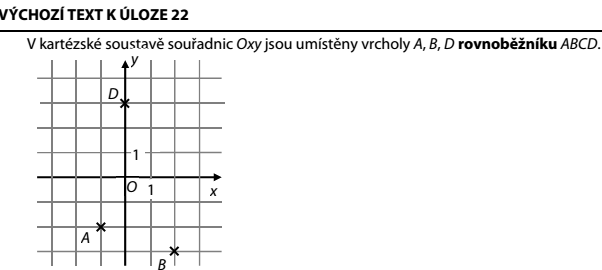 VÝCHOZÍ TEXT K ÚLOZE 22
V kartézské soustavě souřadnic Oxy jsou umístěny vrcholy A, B, D rovnoběžníku ABCD.
y
D
1
O 1 x
A
B